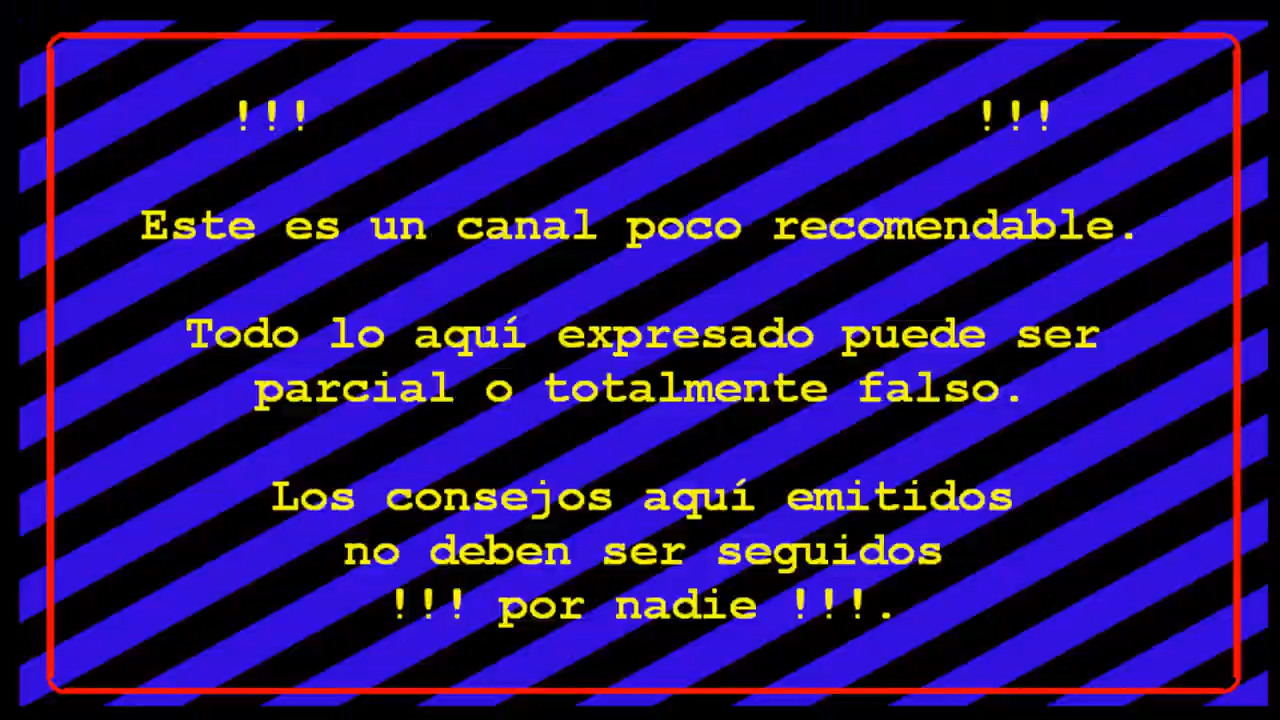 !!! !!!
Este es un canal poco recomendable.
Todo lo aquí expresado puede ser
parcial o totalmente falso.
Los consejos aquí emitidos
no deben ser seguidos
!!! por nadie !!!.